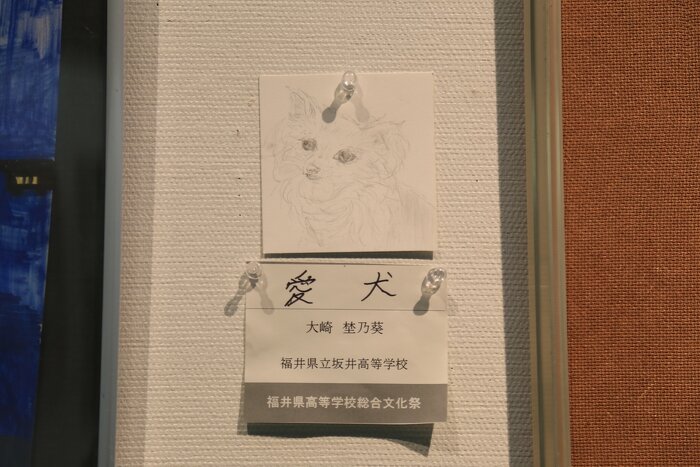 愛犬
大崎 埜乃葵
福井県立坂井高等学校
福井県高等学校総合文化祭